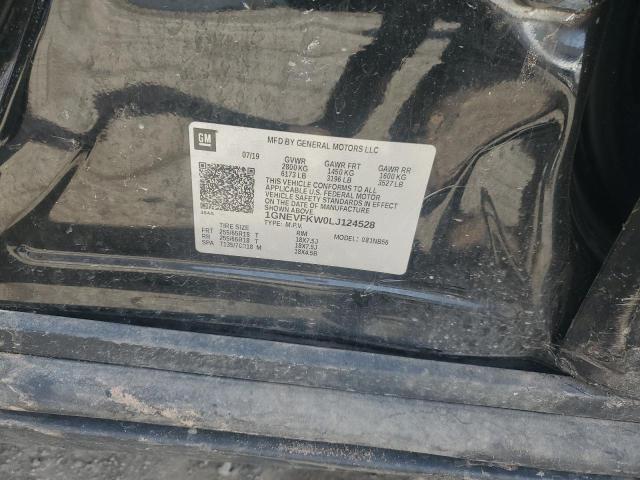 GM
MFD BY GENERAL MOTORS LLC
07/19 GVWR GAWR FRT GAWR RR
2800 KG 1450 KG 1600 KG
6173 LB 3196 LB 3527 LB
THIS VEHICLE CONFORMS TO ALL
APPLICABLE U.S. FEDERAL MOTOR
VEHICLE SAFETY STANDARDS IN EFFECT
ON THE DATE OF MANUFACTURE
SHOWN ABOVE.
1GNEVFKW0LJ124528
TYPE: M.P.V.
TIRE SIZE RIM MODEL:
FRT 255/65R18 T 18X7.5J
RR 255/65R18 T 18X7.5J
SPA T135/70R18 M 18X4.5B